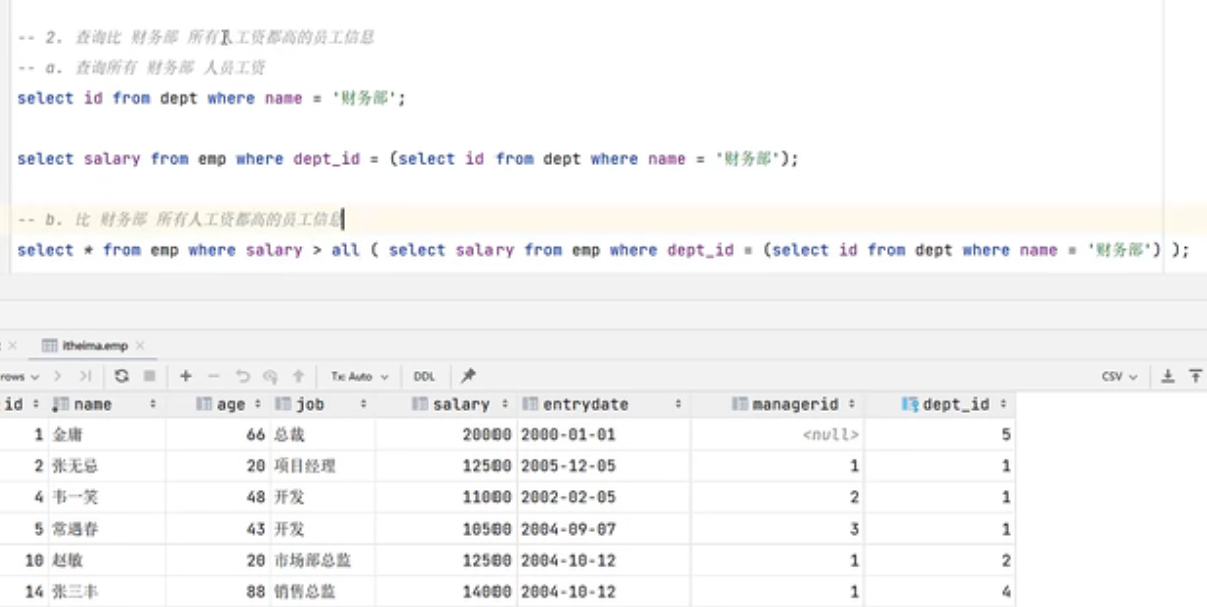 -- 2. 查询比 财务部 所有人工资都高的员工信息
-- a. 查询所有 财务部 人员工资
select id from dept where name = '财务部';
select salary from emp where dept_id = (select id from dept where name = '财务部');
-- b. 比 财务部 所有人工资都高的员工信息
select * from emp where salary > all ( select salary from emp where dept_id = (select id from dept where name = '财务部') );
itheima.emp
rows Tx: Auto DDL CSV
id name age job salary entrydate managerid dept_id
1 金庸 66 总裁 20000 2000-01-01 <null> 5
2 张无忌 20 项目经理 12500 2005-12-05 1 1
4 韦一笑 48 开发 11000 2002-02-05 2 1
5 常遇春 43 开发 10500 2004-09-07 3 1
10 赵敏 20 市场部总监 12500 2004-10-12 1 2
14 张三丰 88 销售总监 14000 2004-10-12 1 4